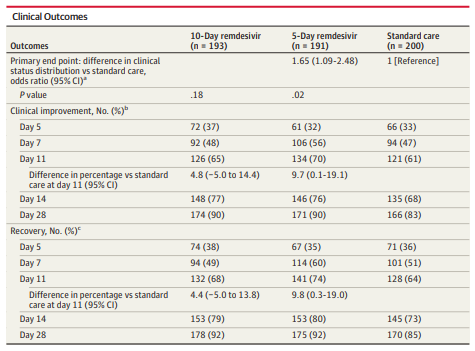 Clinical Outcomes
Outcomes 10-Day remdesivir (n = 193) 5-Day remdesivir (n = 191) Standard care (n = 200)
Primary end point: difference in clinical
status distribution vs standard care,
odds ratio (95% CI)a 1.65 (1.09-2.48) 1 [Reference]
P value .18 .02
Clinical improvement, No. (%)b
Day 5 72 (37) 61 (32) 66 (33)
Day 7 92 (48) 106 (56) 94 (47)
Day 11 126 (65) 134 (70) 121 (61)
Difference in percentage vs standard
care at day 11 (95% CI) 4.8 (−5.0 to 14.4) 9.7 (0.1-19.1)
Day 14 148 (77) 146 (76) 135 (68)
Day 28 174 (90) 171 (90) 166 (83)
Recovery, No. (%)c
Day 5 74 (38) 67 (35) 71 (36)
Day 7 94 (49) 114 (60) 101 (51)
Day 11 132 (68) 141 (74) 128 (64)
Difference in percentage vs standard
care at day 11 (95% CI) 4.4 (−5.0 to 13.8) 9.8 (0.3-19.0)
Day 14 153 (79) 153 (80) 145 (73)
Day 28 178 (92) 175 (92) 170 (85)